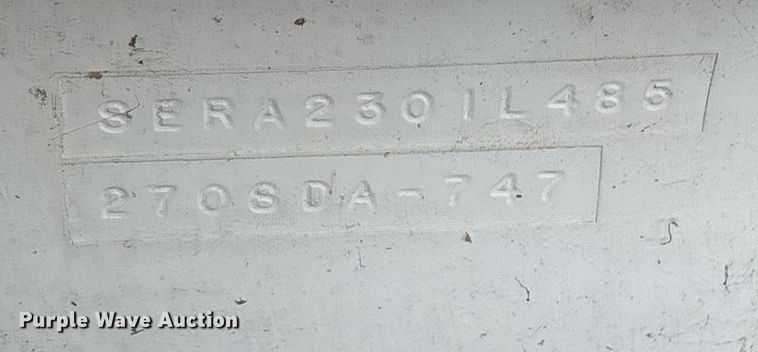 SERA2301L485
270SDA-747
Purple Wave Auction